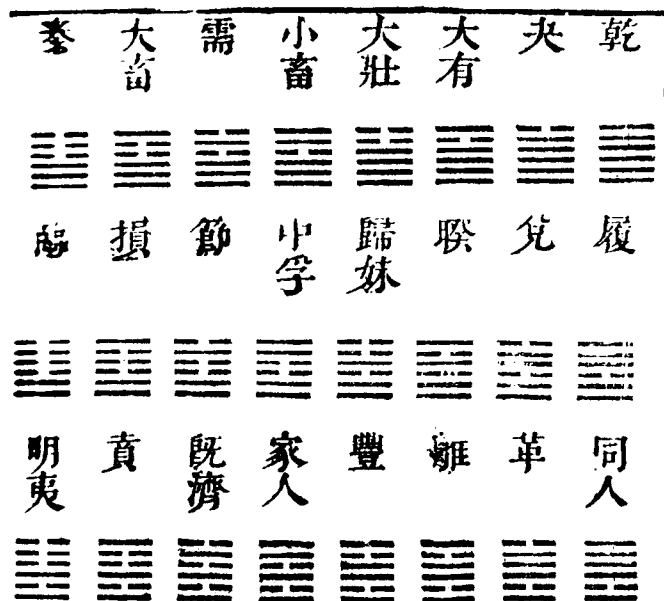 乾 夬 大有 大壯 小畜 需 大畜 泰
履 兌 睽 歸妹 中孚 節 損 臨
同人 革 離 豐 家人 既濟 賁 明夷